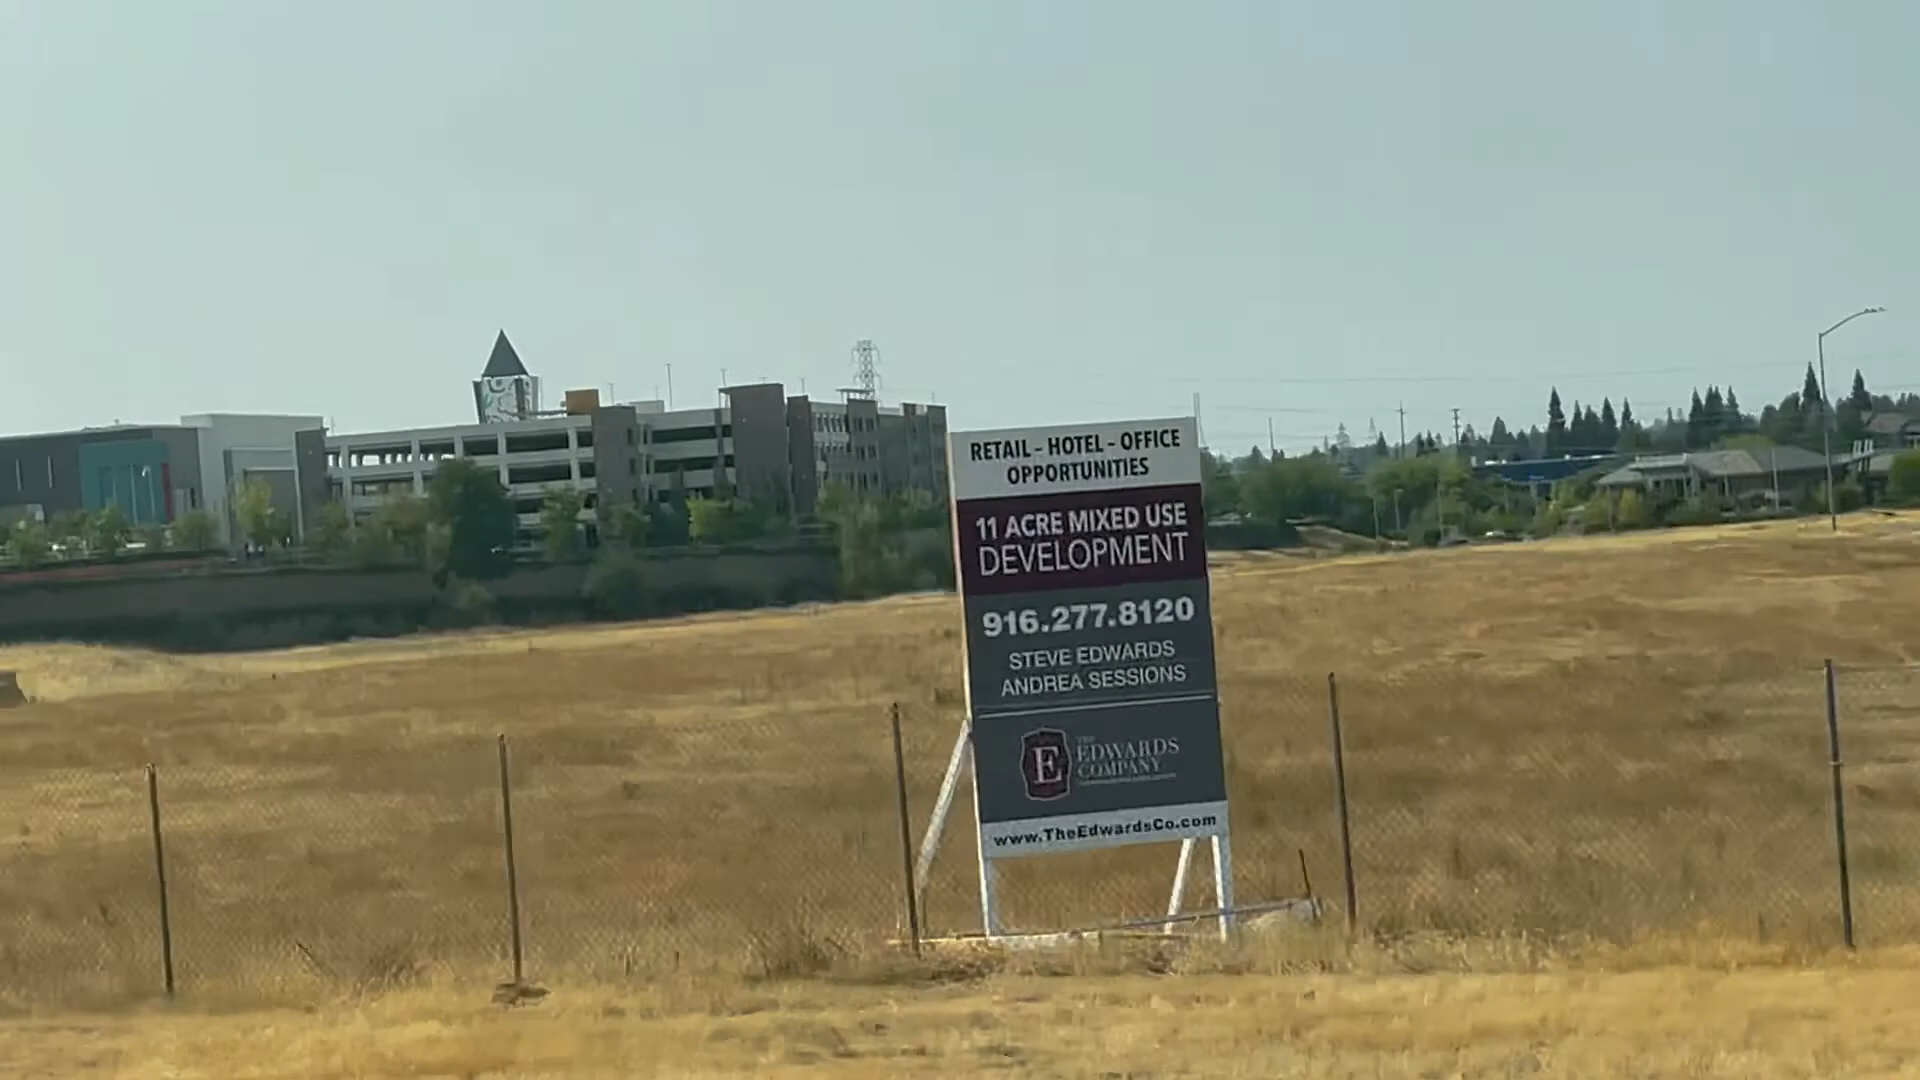 RETAIL - HOTEL - OFFICE
OPPORTUNITIES
11 ACRE MIXED USE
DEVELOPMENT
916.277.8120
STEVE EDWARDS
ANDREA SESSIONS
E
THE
EDWARDS
COMPANY
www.TheEdwardsCo.com